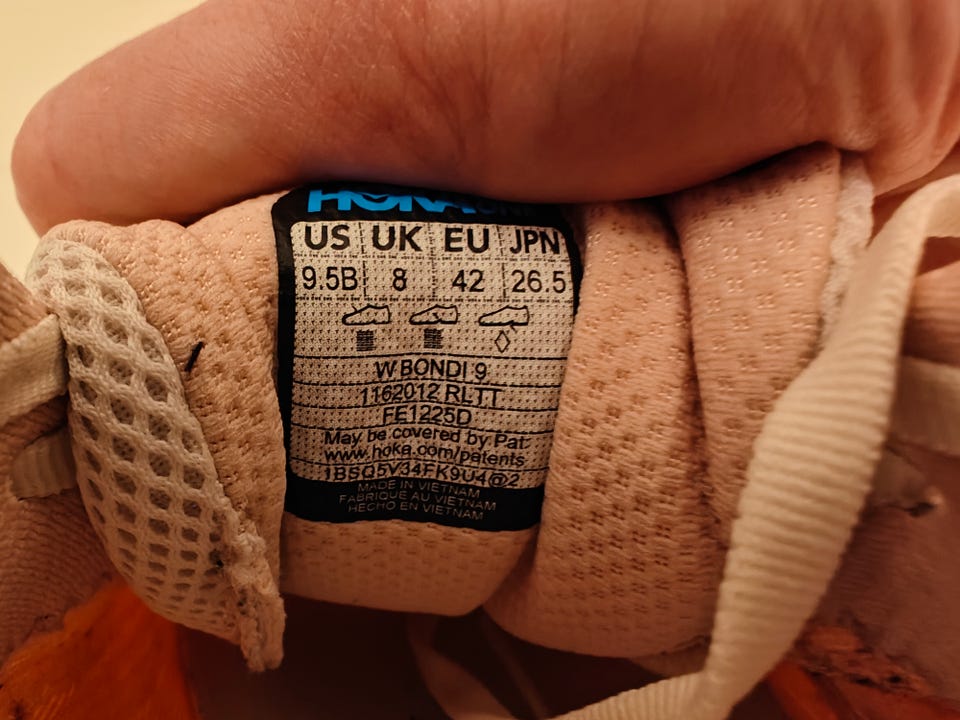 HOKA
US UK EU JPN
9.5B 8 42 26.5
W BONDI 9
1162012 RLTT
FE1225D
May be covered by Pat:
www.hoka.com/patents
1BSQ5V34FK9U4@2
MADE IN VIETNAM
FABRIQUE AU VIETNAM
HECHO EN VIETNAM